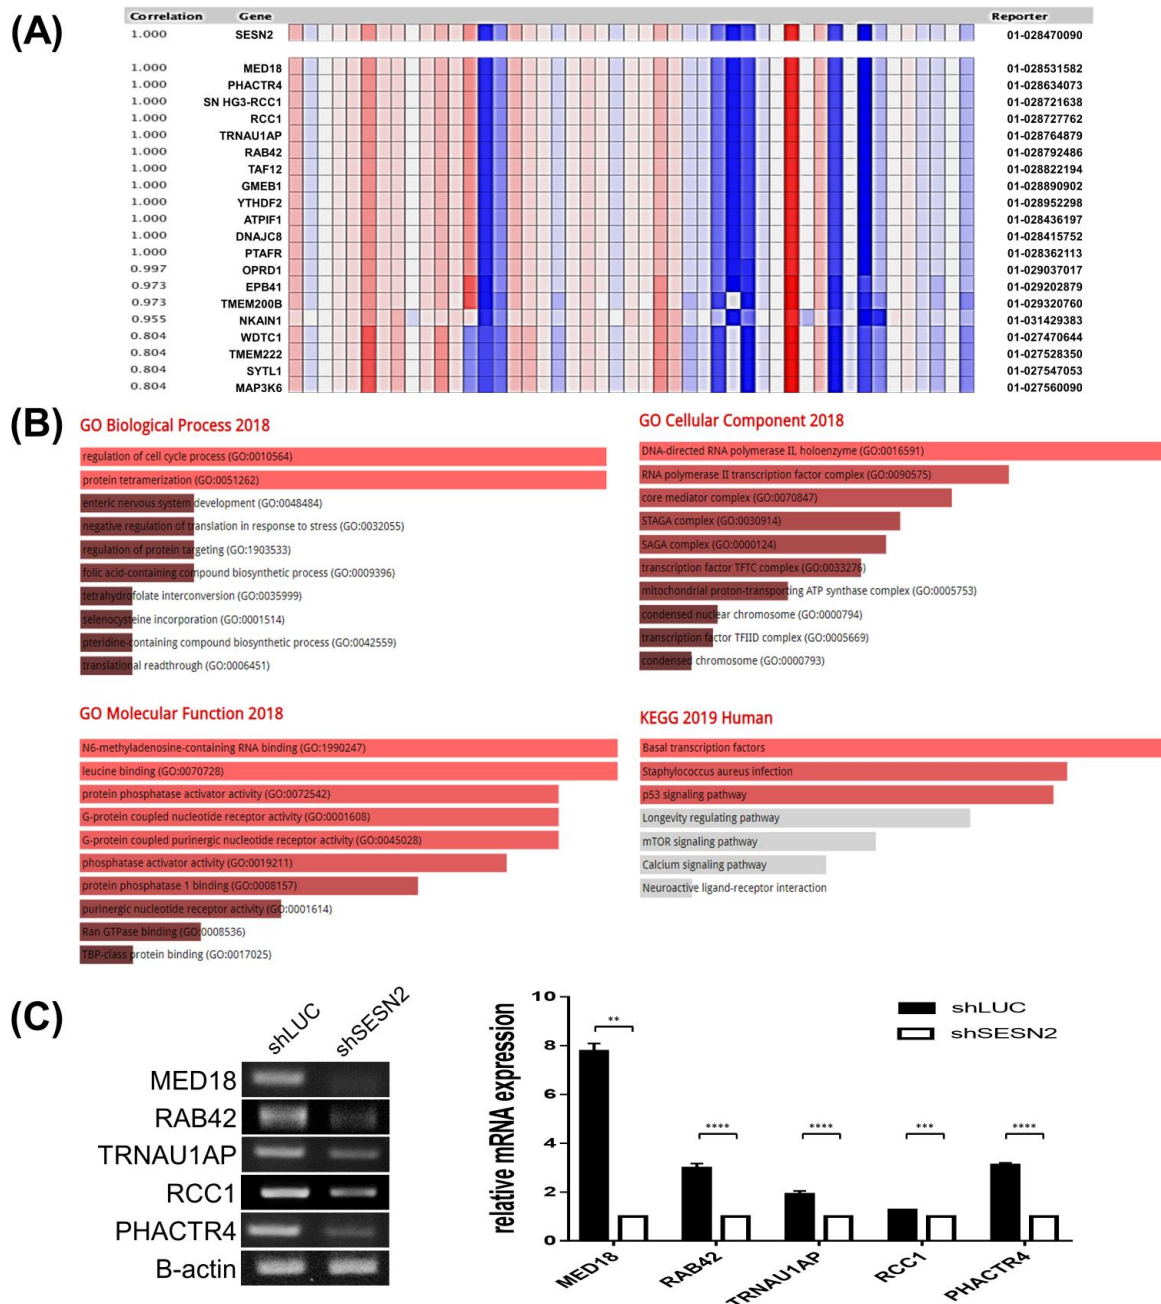 (A)
Correlation Gene Reporter
1.000 SESN2 01-028470090
1.000 MED18 01-028531582
1.000 PHACTR4 01-028634073
1.000 SN HG3-RCC1 01-028721638
1.000 RCC1 01-028727762
1.000 TRNAU1AP 01-028764879
1.000 RAB42 01-028792486
1.000 TAF12 01-028822194
1.000 GMEB1 01-028890902
1.000 YTHDF2 01-028952298
1.000 ATPIF1 01-028436197
1.000 DNAJC8 01-028415752
1.000 PTAFR 01-028362113
0.997 OPRD1 01-029037017
0.973 EPB41 01-029202879
0.973 TMEM200B 01-029320760
0.955 NKAIN1 01-031429383
0.804 WDTC1 01-027470644
0.804 TMEM222 01-027528350
0.804 SYTL1 01-027547053
0.804 MAP3K6 01-027560090
(B)
GO Biological Process 2018
regulation of cell cycle process (GO:0010564)
protein tetramerization (GO:0051262)
enteric nervous system development (GO:0048484)
negative regulation of translation in response to stress (GO:0032055)
regulation of protein targeting (GO:1903533)
folic acid-containing compound biosynthetic process (GO:0009396)
tetrahydrofolate interconversion (GO:0035999)
selenocysteine incorporation (GO:0001514)
pteridine-containing compound biosynthetic process (GO:0042559)
translational readthrough (GO:0006451)
GO Cellular Component 2018
DNA-directed RNA polymerase II, holoenzyme (GO:0016591)
RNA polymerase II transcription factor complex (GO:0090575)
core mediator complex (GO:0070847)
STAGA complex (GO:0030914)
SAGA complex (GO:0000124)
transcription factor TFTC complex (GO:0033276)
mitochondrial proton-transporting ATP synthase complex (GO:0005753)
condensed nuclear chromosome (GO:0000794)
transcription factor TFIID complex (GO:0005669)
condensed chromosome (GO:0000793)
GO Molecular Function 2018
N6-methyladenosine-containing RNA binding (GO:1990247)
leucine binding (GO:0070728)
protein phosphatase activator activity (GO:0072542)
G-protein coupled nucleotide receptor activity (GO:0001608)
G-protein coupled purinergic nucleotide receptor activity (GO:0045028)
phosphatase activator activity (GO:0019211)
protein phosphatase 1 binding (GO:0008157)
purinergic nucleotide receptor activity (GO:0001614)
Ran GTPase binding (GO:0008536)
TBP-class protein binding (GO:0017025)
KEGG 2019 Human
Basal transcription factors
Staphylococcus aureus infection
p53 signaling pathway
Longevity regulating pathway
mTOR signaling pathway
Calcium signaling pathway
Neuroactive ligand-receptor interaction
(C)
shLUC shSESN2
MED18
RAB42
TRNAU1AP
RCC1
PHACTR4
B-actin
relative mRNA expression
10
8
6
4
2
0
shLUC
shSESN2
** **** **** *** ****
MED18 RAB42 TRNAU1AP RCC1 PHACTR4